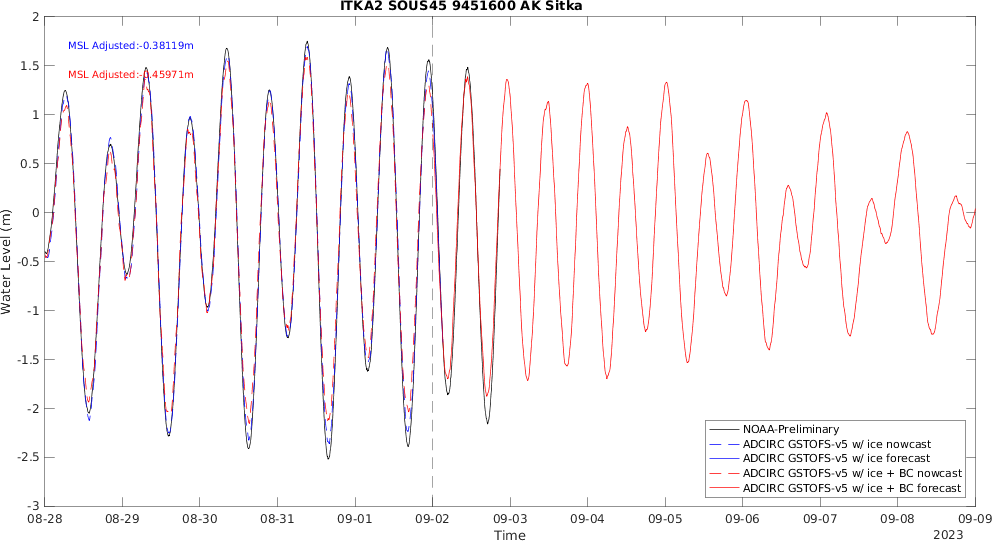 ITKA2 SOUS45 9451600 AK Sitka
MSL Adjusted:-0.38119m
MSL Adjusted:-0.45971m
Water Level (m)
2
1.5
1
0.5
0
-0.5
-1
-1.5
-2
-2.5
-3
NOAA-Preliminary
ADCIRC GSTOFS-v5 w/ ice nowcast
ADCIRC GSTOFS-v5 w/ ice forecast
ADCIRC GSTOFS-v5 w/ ice + BC nowcast
ADCIRC GSTOFS-v5 w/ ice + BC forecast
08-28 08-29 08-30 08-31 09-01 09-02 09-03 09-04 09-05 09-06 09-07 09-08 09-09
Time
2023